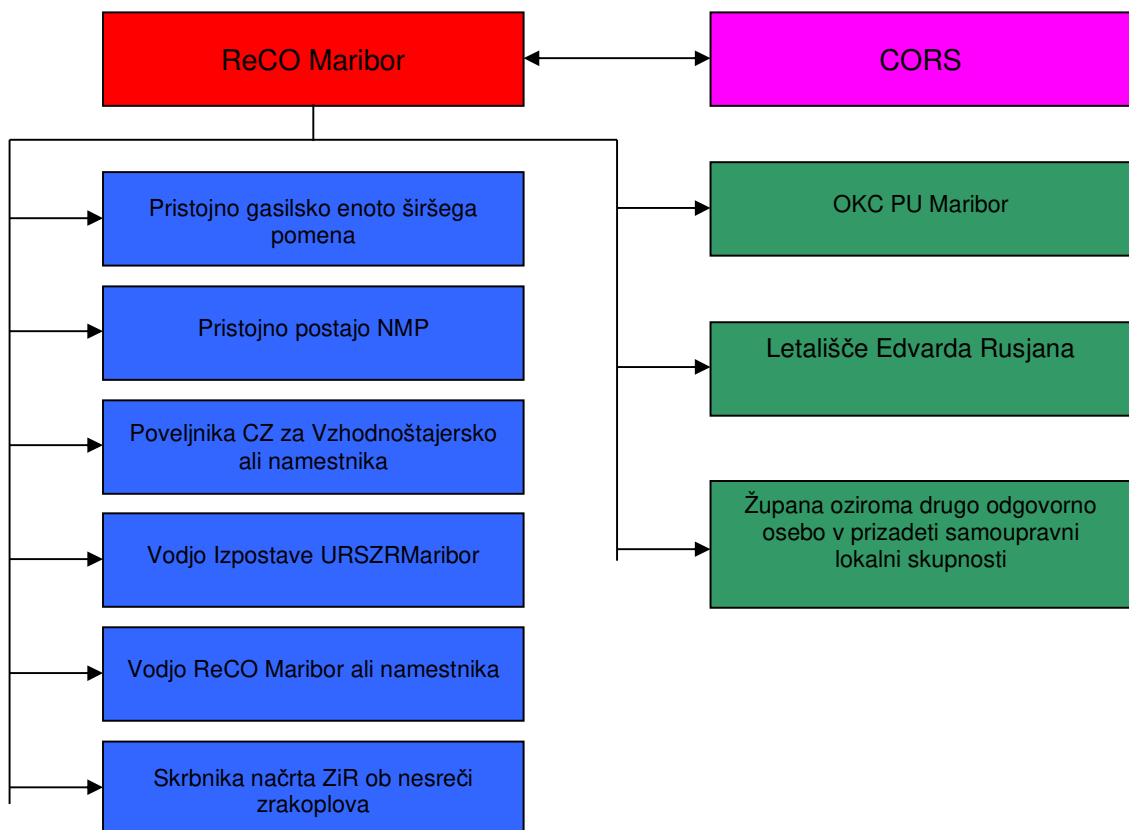 ReCO Maribor
CORS
Pristojno gasilsko enoto širšega
pomena
Pristojno postajo NMP
Poveljnika CZ za Vzhodnoštajersko
ali namestnika
Vodjo Izpostave URSZRMaribor
Vodjo ReCO Maribor ali namestnika
Skrbnika načrta ZiR ob nesreči
zrakoplova
OKC PU Maribor
Letališče Edvarda Rusjana
Župana oziroma drugo odgovorno
osebo v prizadeti samoupravni
lokalni skupnosti